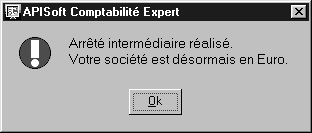 APISoft Comptabilité Expert
Arrêté intermédiaire réalisé.
Votre société est désormais en Euro.
Ok